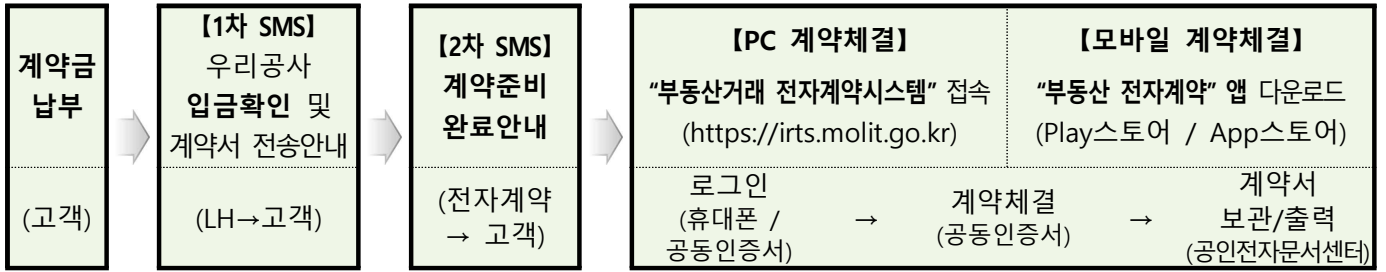 계약금
납부
(고객)
【1차 SMS】
우리공사
입금확인 및
계약서 전송안내
(LH→고객)
【2차 SMS】
계약준비
완료안내
(전자계약
→ 고객)
【PC 계약체결】
“부동산거래 전자계약시스템” 접속
(https://irts.molit.go.kr)
【모바일 계약체결】
“부동산 전자계약” 앱 다운로드
(Play스토어 / App스토어)
로그인
(휴대폰 /
공동인증서)
→
계약체결
(공동인증서)
→
계약서
보관/출력
(공인전자문서센터)